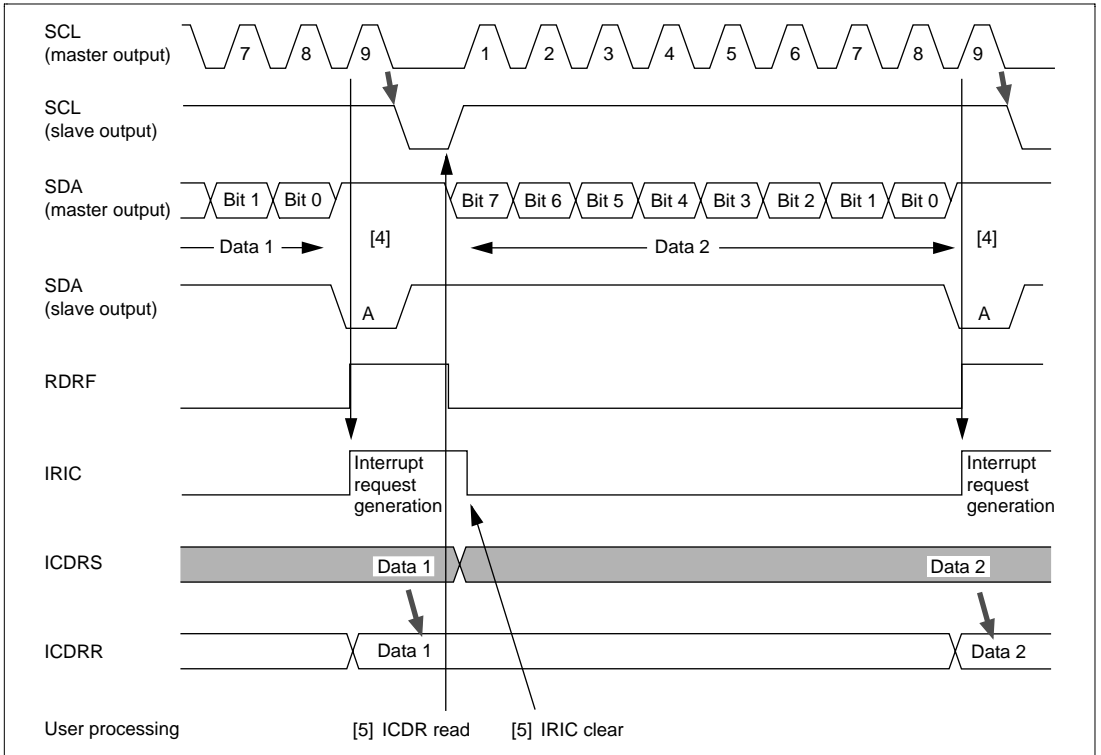 SCL
(master output)
7 8 9 1 2 3 4 5 6 7 8 9
SCL
(slave output)
SDA
(master output)
Bit 1 Bit 0 Bit 7 Bit 6 Bit 5 Bit 4 Bit 3 Bit 2 Bit 1 Bit 0
Data 1 [4] Data 2 [4]
SDA
(slave output)
A A
RDRF
IRIC
Interrupt
request
generation
Interrupt
request
generation
ICDRS
Data 1 Data 2
ICDRR
Data 1 Data 2
User processing
[5] ICDR read
[5] IRIC clear